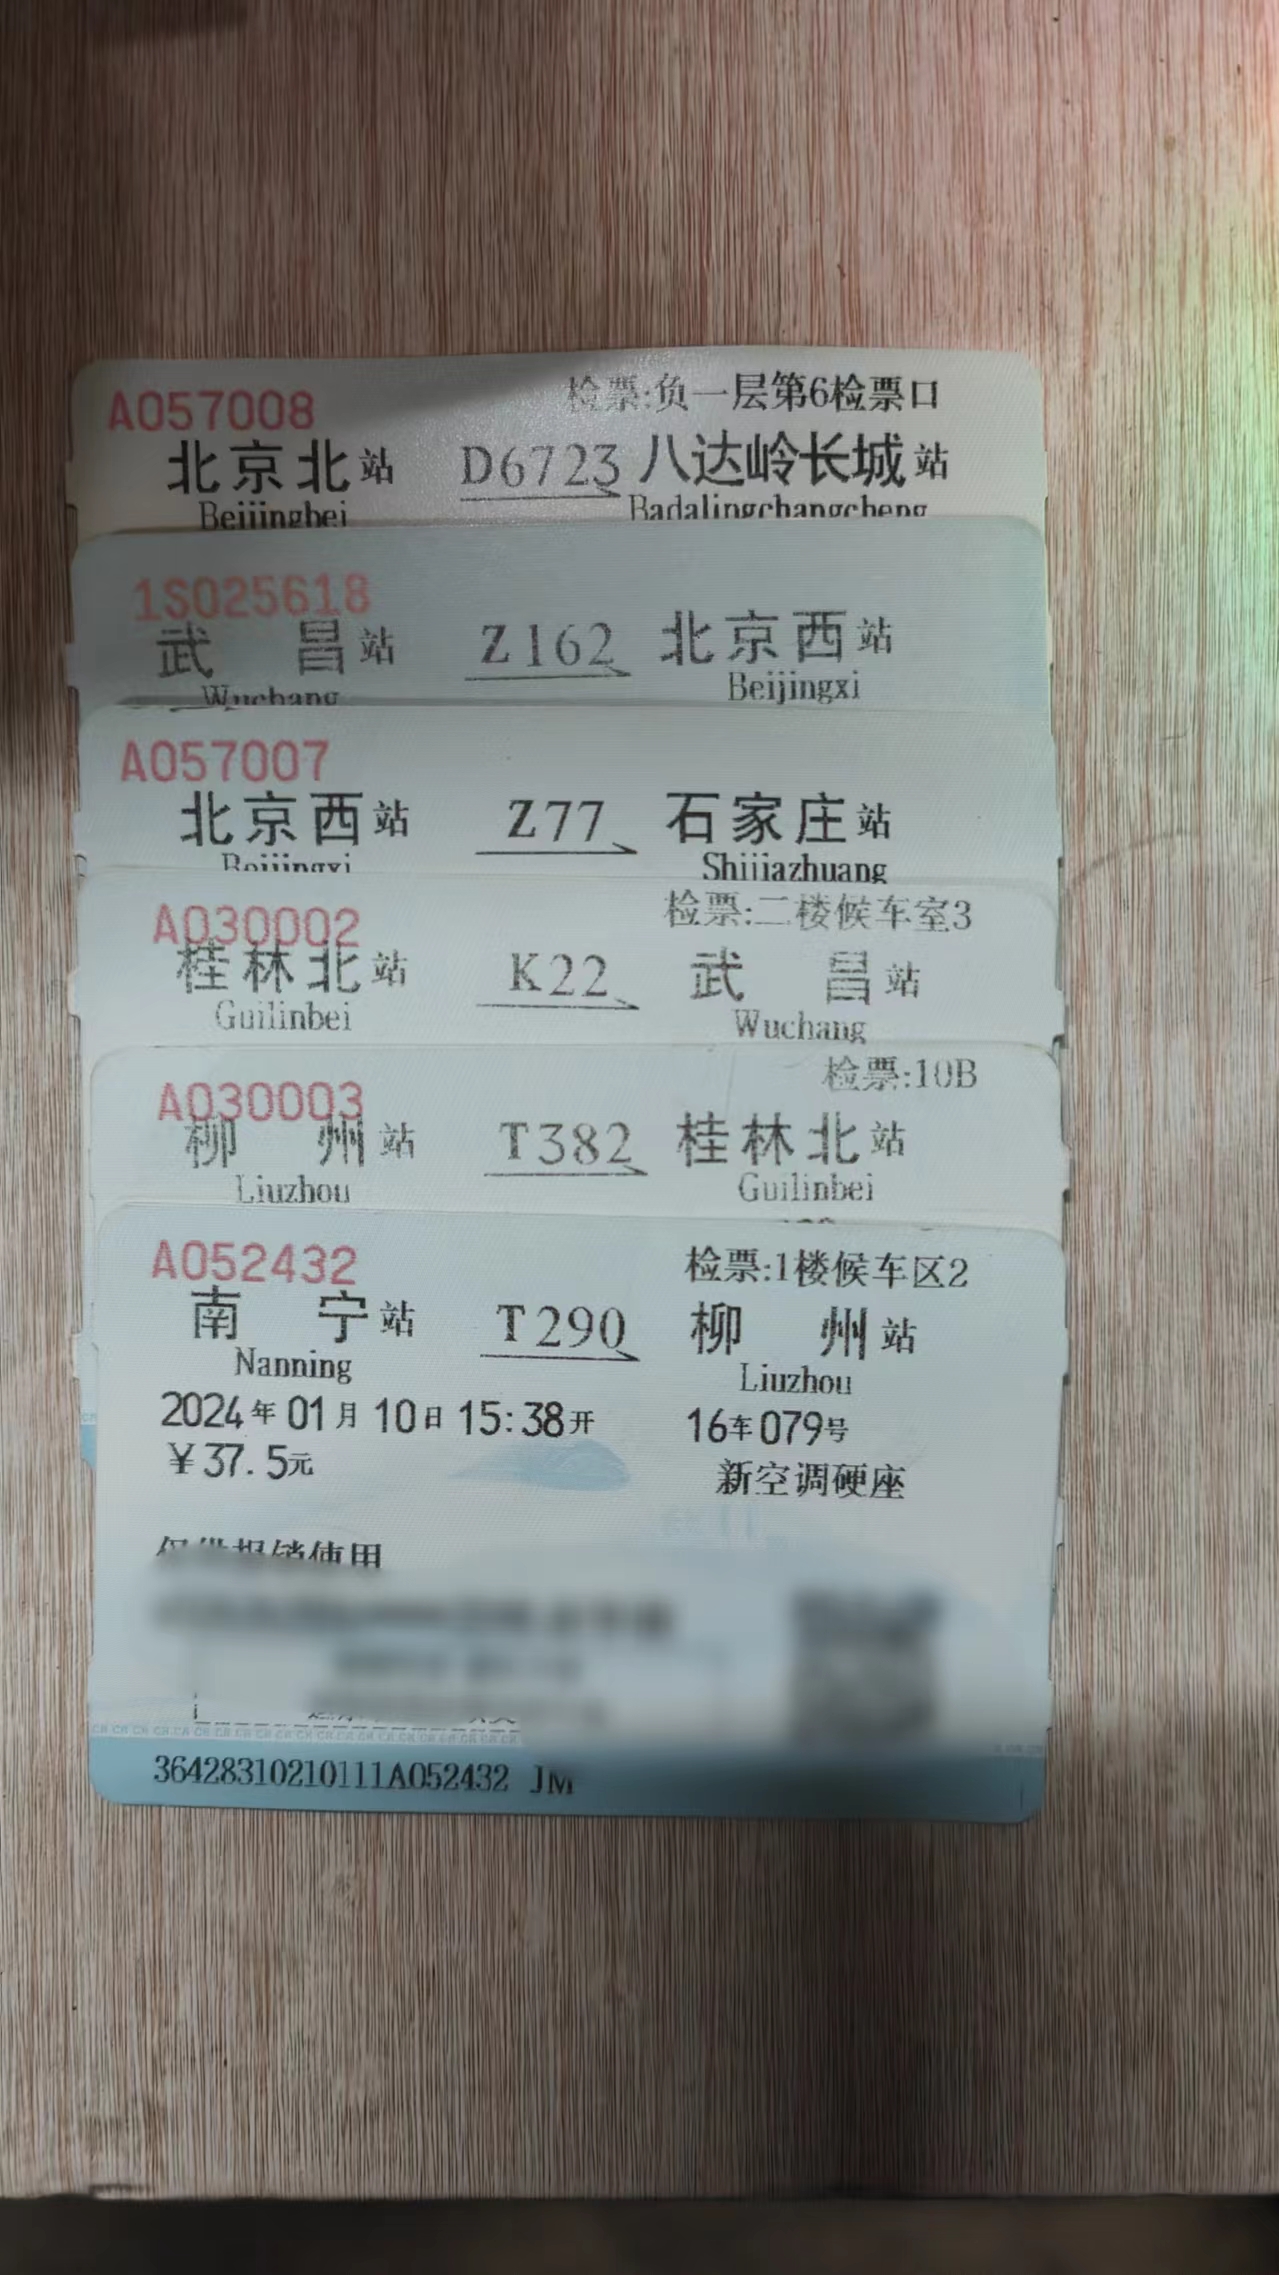 A057008 检票:负一层第6检票口
北京北站 D6723 八达岭长城站
Beijingbei Badalingchangcheng
1S025618
武昌站 Z162 北京西站
Wuchang Beijingxi
A057007
北京西站 Z77 石家庄站
Beijingxi Shijiazhuang
A030002 检票:二楼候车室3
桂林北站 K22 武昌站
Guilinbei Wuchang
A030003 检票:10B
柳州站 T382 桂林北站
Liuzhou Guilinbei
A052432 检票:1楼候车区2
南宁站 T290 柳州站
Nanning Liuzhou
2024年01月10日15:38开 16车079号
¥37.5元 新空调硬座
仅供报销使用
36428310210111A052432 JM